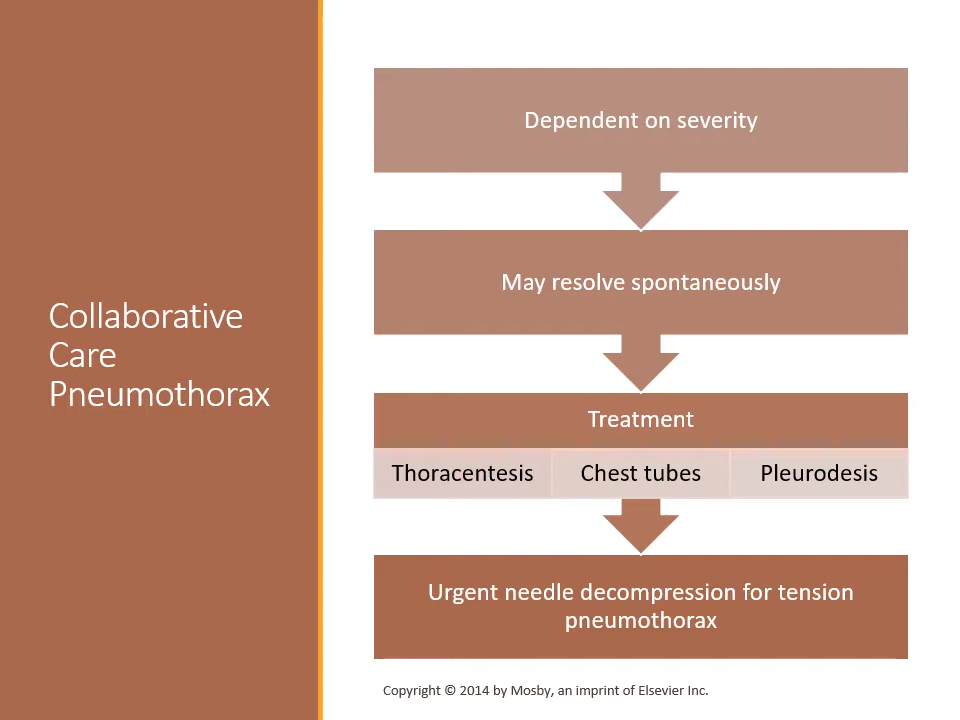 Collaborative
Care
Pneumothorax
Dependent on severity
May resolve spontaneously
Treatment
Thoracentesis
Chest tubes
Pleurodesis
Urgent needle decompression for tension
pneumothorax
Copyright © 2014 by Mosby, an imprint of Elsevier Inc.